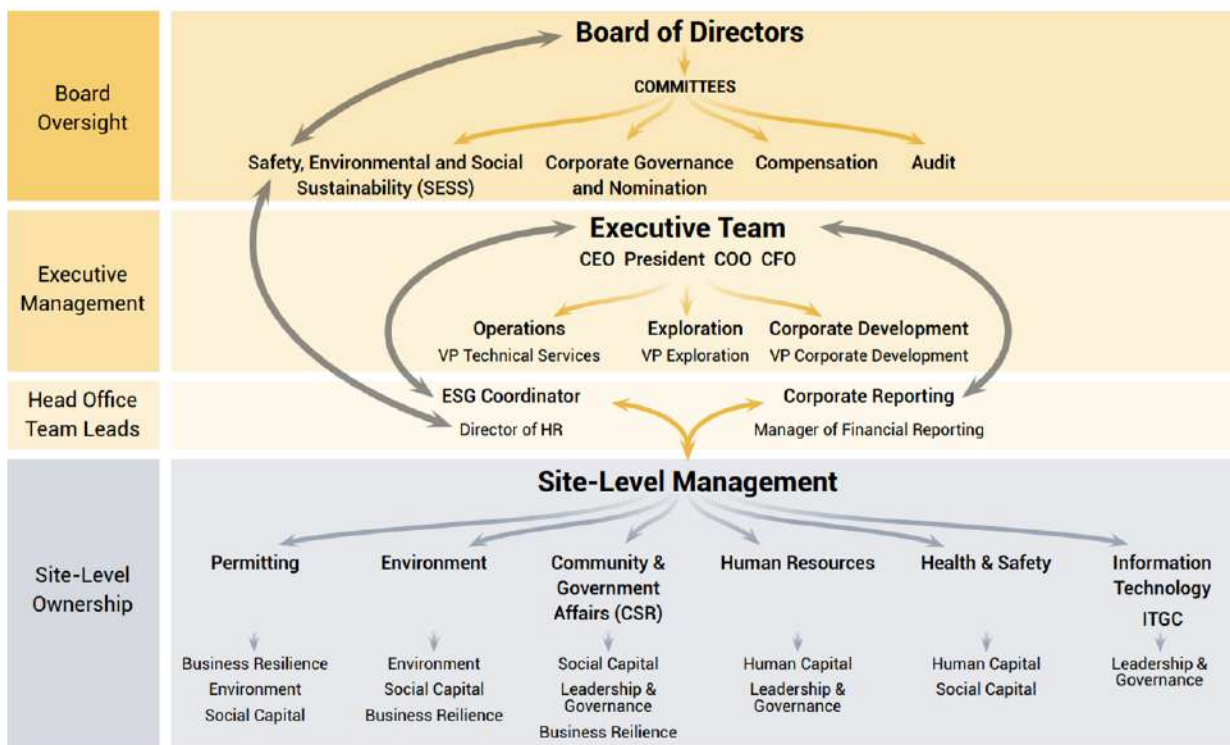 Board of Directors
Board
Oversight
COMMITTEES
Safety, Environmental and Social
Sustainability (SESS)
Corporate Governance
and Nomination
Compensation
Audit
Executive
Management
Executive Team
CEO President COO CFO
Operations
VP Technical Services
Exploration
VP Exploration
Corporate Development
VP Corporate Development
Head Office
Team Leads
ESG Coordinator
Director of HR
Corporate Reporting
Manager of Financial Reporting
Site-Level
Ownership
Site-Level Management
Permitting
Business Resilience
Environment
Social Capital
Environment
Environment
Social Capital
Business Reilience
Community &
Government
Affairs (CSR)
Social Capital
Leadership &
Governance
Business Reilience
Human Resources
Human Capital
Leadership &
Governance
Health & Safety
Human Capital
Social Capital
Information
Technology
ITGC
Leadership &
Governance